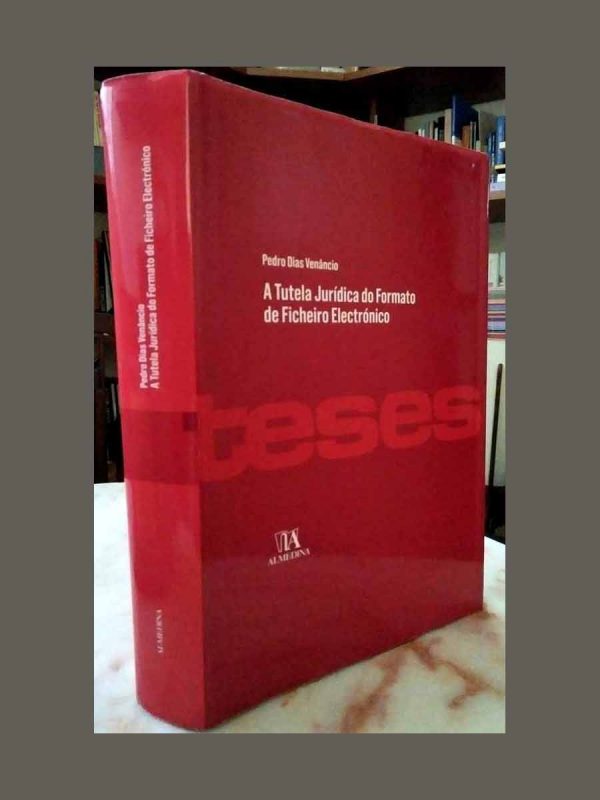 Pedro Dias Venâncio
A Tutela Jurídica do Formato de Ficheiro Electrónico
ALMEDINA
Pedro Dias Venâncio
A Tutela Jurídica do Formato
de Ficheiro Electrónico
teses
ALMEDINA